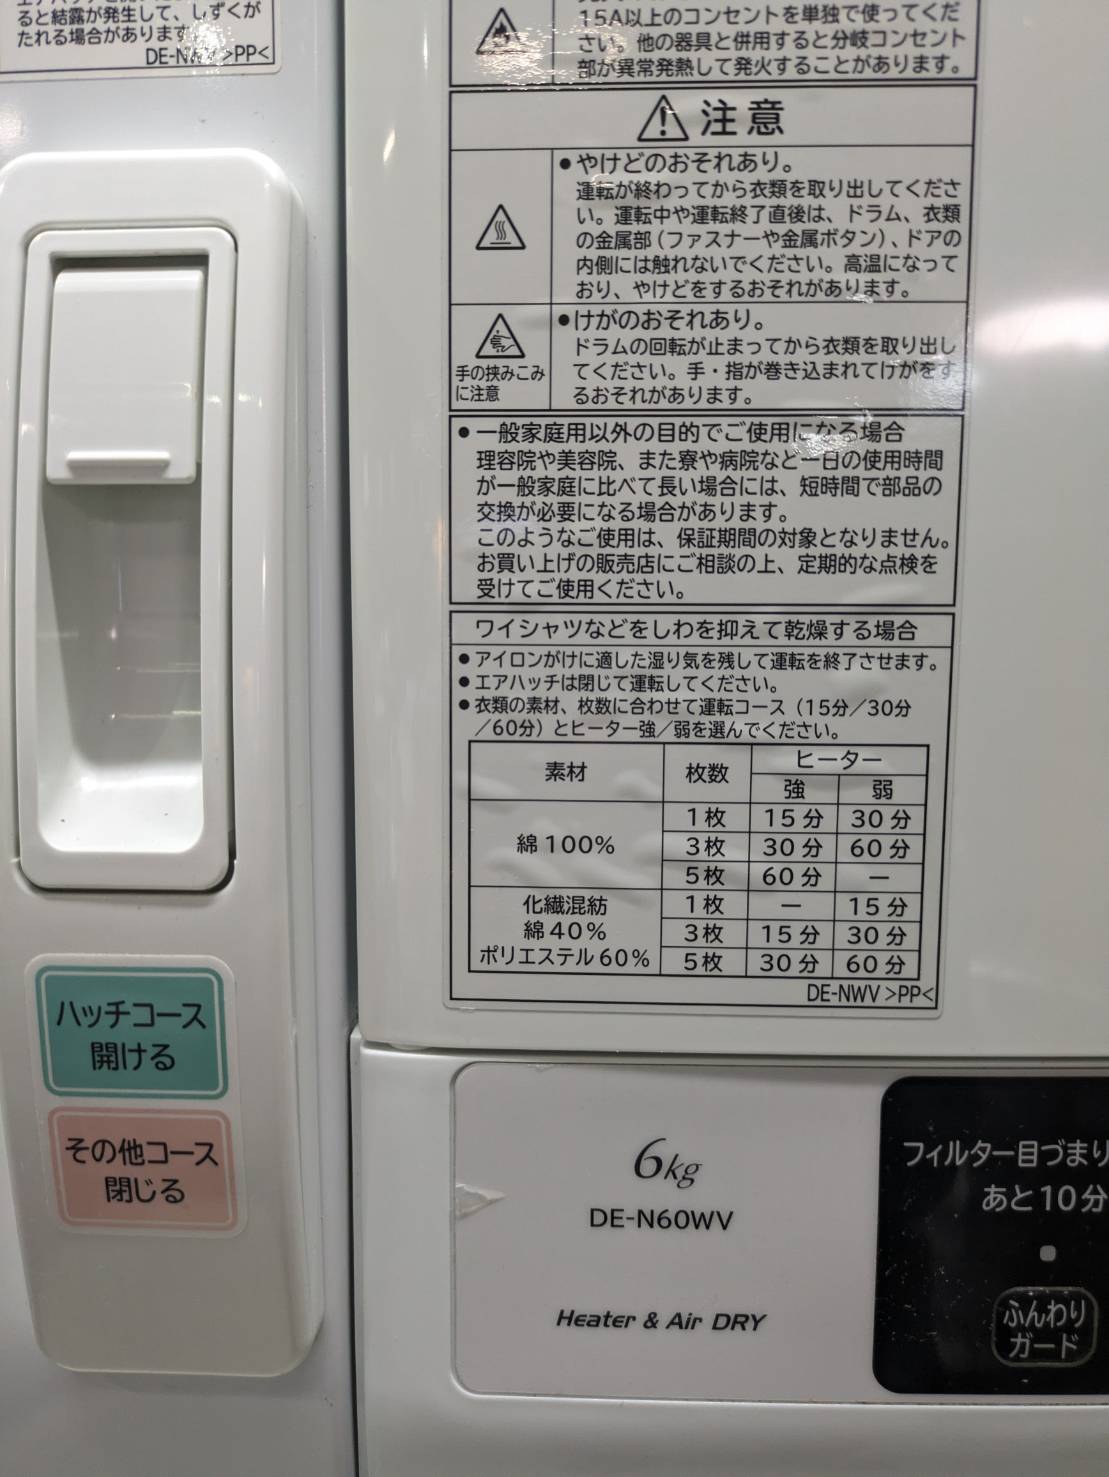 ると結露が発生して、しずくが
たれる場合があります
DE-NWV >PP<
15A以上のコンセントを単独で使ってくだ
さい。他の器具と併用すると分岐コンセント
部が異常発熱して発火することがあります。
注意
●やけどのおそれあり。
運転が終わってから衣類を取り出してくださ
い。運転中や運転終了直後は、ドラム、衣類
の金属部(ファスナーや金属ボタン)、ドアの
内側には触れないでください。高温になって
おり、やけどをするおそれがあります。
手の挟みこみ
に注意
●けがのおそれあり。
ドラムの回転が止まってから衣類を取り出し
てください。手・指が巻き込まれてけがをす
るおそれがあります。
●一般家庭用以外の目的でご使用になる場合
理容院や美容院、また寮や病院など一日の使用時間
が一般家庭に比べて長い場合には、短時間で部品の
交換が必要になる場合があります。
このようなご使用は、保証期間の対象となりません。
お買い上げの販売店にご相談の上、定期的な点検を
受けてご使用ください。
ワイシャツなどをしわを抑えて乾燥する場合
●アイロンがけに適した湿り気を残して運転を終了させます。
●エアハッチは閉じて運転してください。
●衣類の素材、枚数に合わせて運転コース(15分/30分
/60分)とヒーター強/弱を選んでください。
素材 枚数 ヒーター
強 弱
綿100% 1枚 15分 30分
3枚 30分 60分
5枚 60分 ー
化繊混紡 綿40% ポリエステル60% 1枚 ー 15分
3枚 15分 30分
5枚 30分 60分
DE-NWV >PP<
ハッチコース
開ける
その他コース
閉じる
6kg
DE-N60WV
Heater & Air DRY
フィルター目づまり
あと10分
ふんわり
ガード